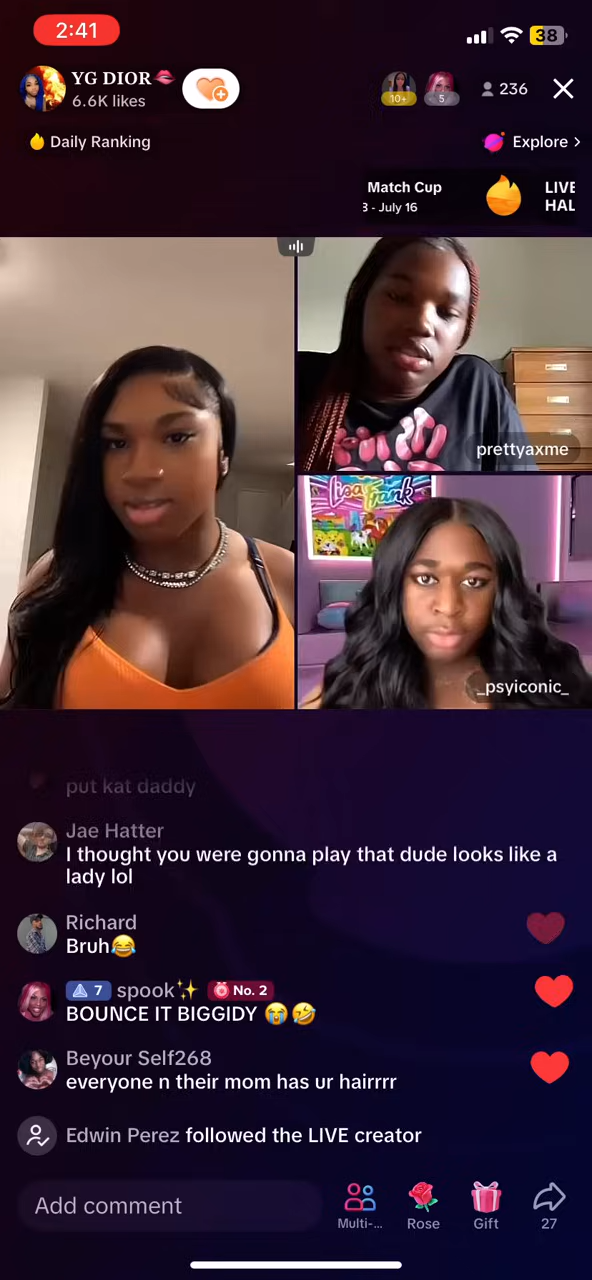 2:41
38
YG DIOR💋
6.6K likes
10+
5
236
Daily Ranking
Explore >
Match Cup
3 - July 16
LIVE
HAL
prettyaxme
Lisa Frank
_psyiconic_
put kat daddy
Jae Hatter
I thought you were gonna play that dude looks like a
lady lol
Richard
Bruh😂
7 spook✨ No. 2
BOUNCE IT BIGGIDY 😭🤣
Beyour Self268
everyone n their mom has ur hairrrr
Edwin Perez followed the LIVE creator
Add comment
Multi-...
Rose
Gift
27